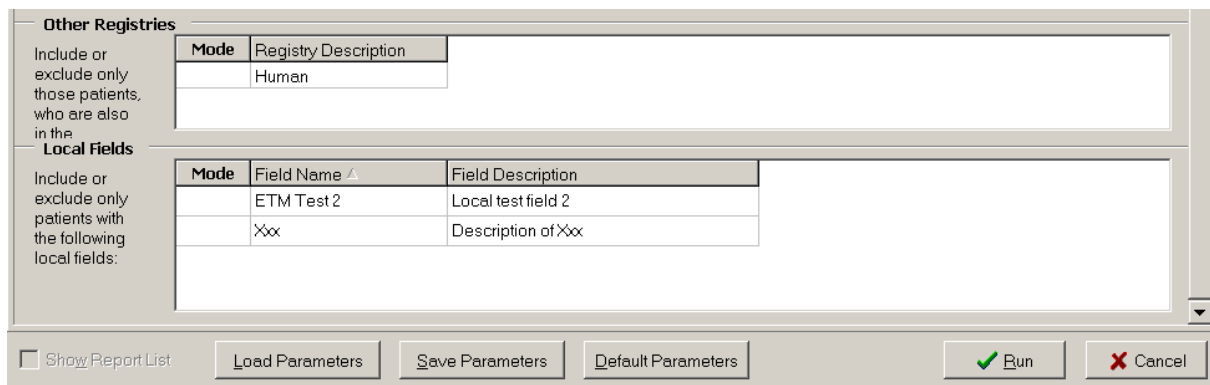 Other Registries
Include or
exclude only
those patients,
who are also
in the
Mode Registry Description
Human
Local Fields
Include or
exclude only
patients with
the following
local fields:
Mode Field Name Field Description
ETM Test 2 Local test field 2
Xxx Description of Xxx
Show Report List Load Parameters Save Parameters Default Parameters Run Cancel